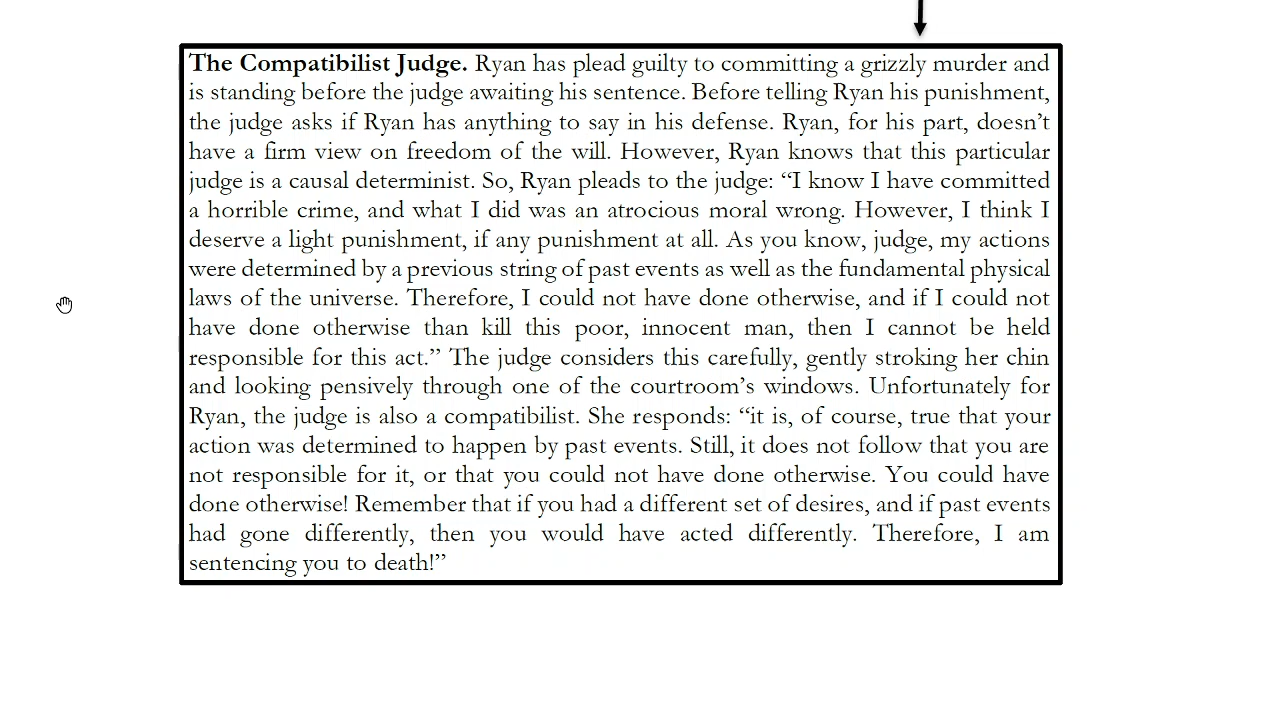 The Compatibilist Judge. Ryan has plead guilty to committing a grizzly murder and
is standing before the judge awaiting his sentence. Before telling Ryan his punishment,
the judge asks if Ryan has anything to say in his defense. Ryan, for his part, doesn’t
have a firm view on freedom of the will. However, Ryan knows that this particular
judge is a causal determinist. So, Ryan pleads to the judge: “I know I have committed
a horrible crime, and what I did was an atrocious moral wrong. However, I think I
deserve a light punishment, if any punishment at all. As you know, judge, my actions
were determined by a previous string of past events as well as the fundamental physical
laws of the universe. Therefore, I could not have done otherwise, and if I could not
have done otherwise than kill this poor, innocent man, then I cannot be held
responsible for this act.” The judge considers this carefully, gently stroking her chin
and looking pensively through one of the courtroom’s windows. Unfortunately for
Ryan, the judge is also a compatibilist. She responds: “it is, of course, true that your
action was determined to happen by past events. Still, it does not follow that you are
not responsible for it, or that you could not have done otherwise. You could have
done otherwise! Remember that if you had a different set of desires, and if past events
had gone differently, then you would have acted differently. Therefore, I am
sentencing you to death!”